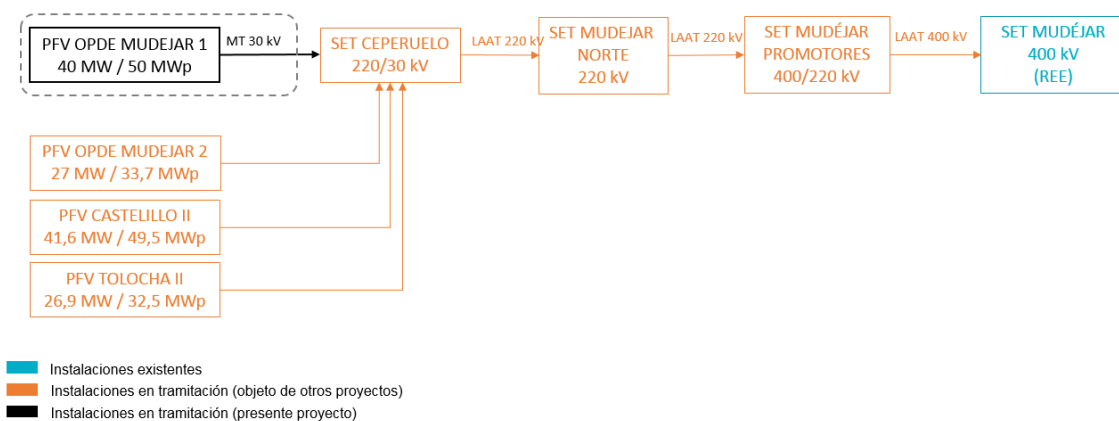 PFV OPDE MUDEJAR 1
40 MW / 50 MWp
MT 30 kV
SET CEPERUELO
220/30 kV
LAAT 220 kV
SET MUDEJAR
NORTE
220 kV
LAAT 220 kV
SET MUDÉJAR
PROMOTORES
400/220 kV
LAAT 400 kV
SET MUDÉJAR
400 kV
(REE)
PFV OPDE MUDEJAR 2
27 MW / 33,7 MWp
PFV CASTELILLO II
41,6 MW / 49,5 MWp
PFV TOLOCHA II
26,9 MW / 32,5 MWp
Instalaciones existentes
Instalaciones en tramitación (objeto de otros proyectos)
Instalaciones en tramitación (presente proyecto)